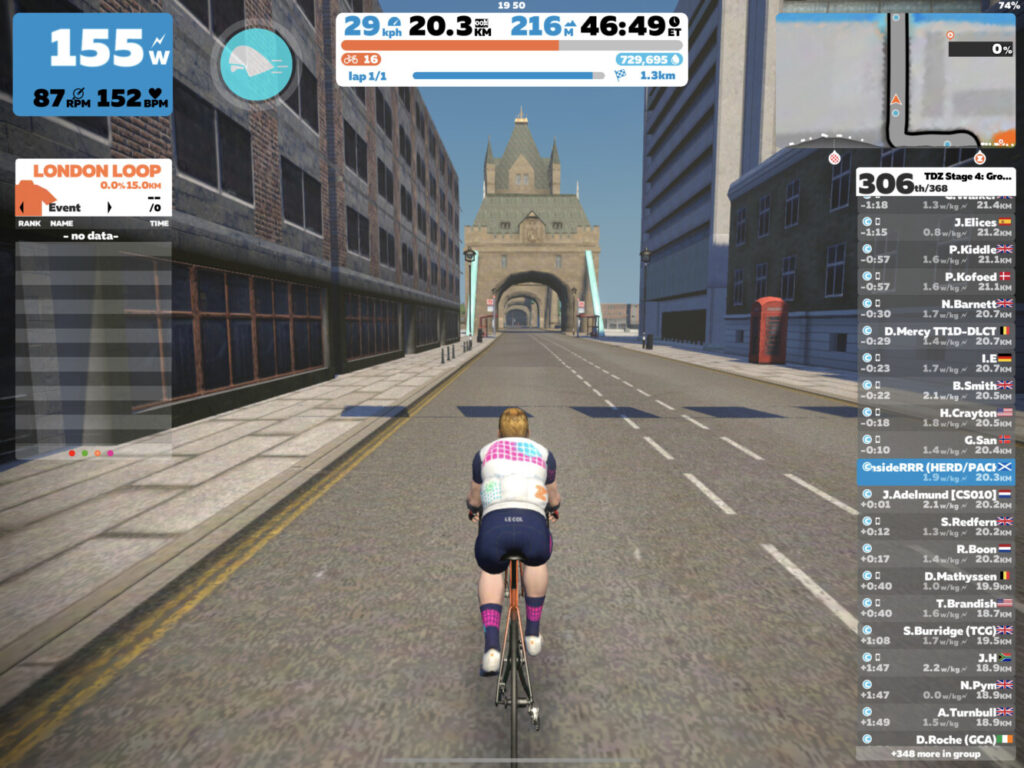 19 50
74%
155w
87 RPM 152 BPM
29 kph 20.3 KM 216 M 46:49 ET
16
729,695
lap 1/1
1.3km
0%
LONDON LOOP
0.0% 15.0KM
Event
--
/0
RANK NAME TIME
- no data-
306th/368
TDZ Stage 4: Gro...
-1:18 1.3w/kg 21.4KM
J.Elices
-1:15 0.8w/kg 21.2KM
P.Kiddle
-0:57 1.6w/kg 21.1KM
P.Kofoed
-0:57 1.6w/kg 21.1KM
N.Barnett
-0:30 1.7w/kg 20.7KM
D.Mercy TT1D-DLCT
-0:29 1.4w/kg 20.7KM
I.E
-0:23 1.7w/kg 20.7KM
B.Smith
-0:22 2.1w/kg 20.5KM
H.Crayton
-0:18 1.8w/kg 20.5KM
G.San
-0:10 1.4w/kg 20.4KM
nsideRRR (HERD/PACK
1.9w/kg 20.3KM
J.Adelmund [CS010]
+0:01 2.1w/kg 20.2KM
S.Redfern
+0:12 1.3w/kg 20.2KM
R.Boon
+0:17 1.4w/kg 20.2KM
D.Mathyssen
+0:40 1.0w/kg 19.9KM
T.Brandish
+0:40 1.6w/kg 18.7KM
S.Burridge (TCG)
+1:08 1.7w/kg 19.5KM
J.H
+1:47 2.2w/kg 18.9KM
N.Pym
+1:47 0.0w/kg 18.9KM
A.Turnbull
+1:49 1.5w/kg 18.9KM
D.Roche (GCA)
+348 more in group
LE COL